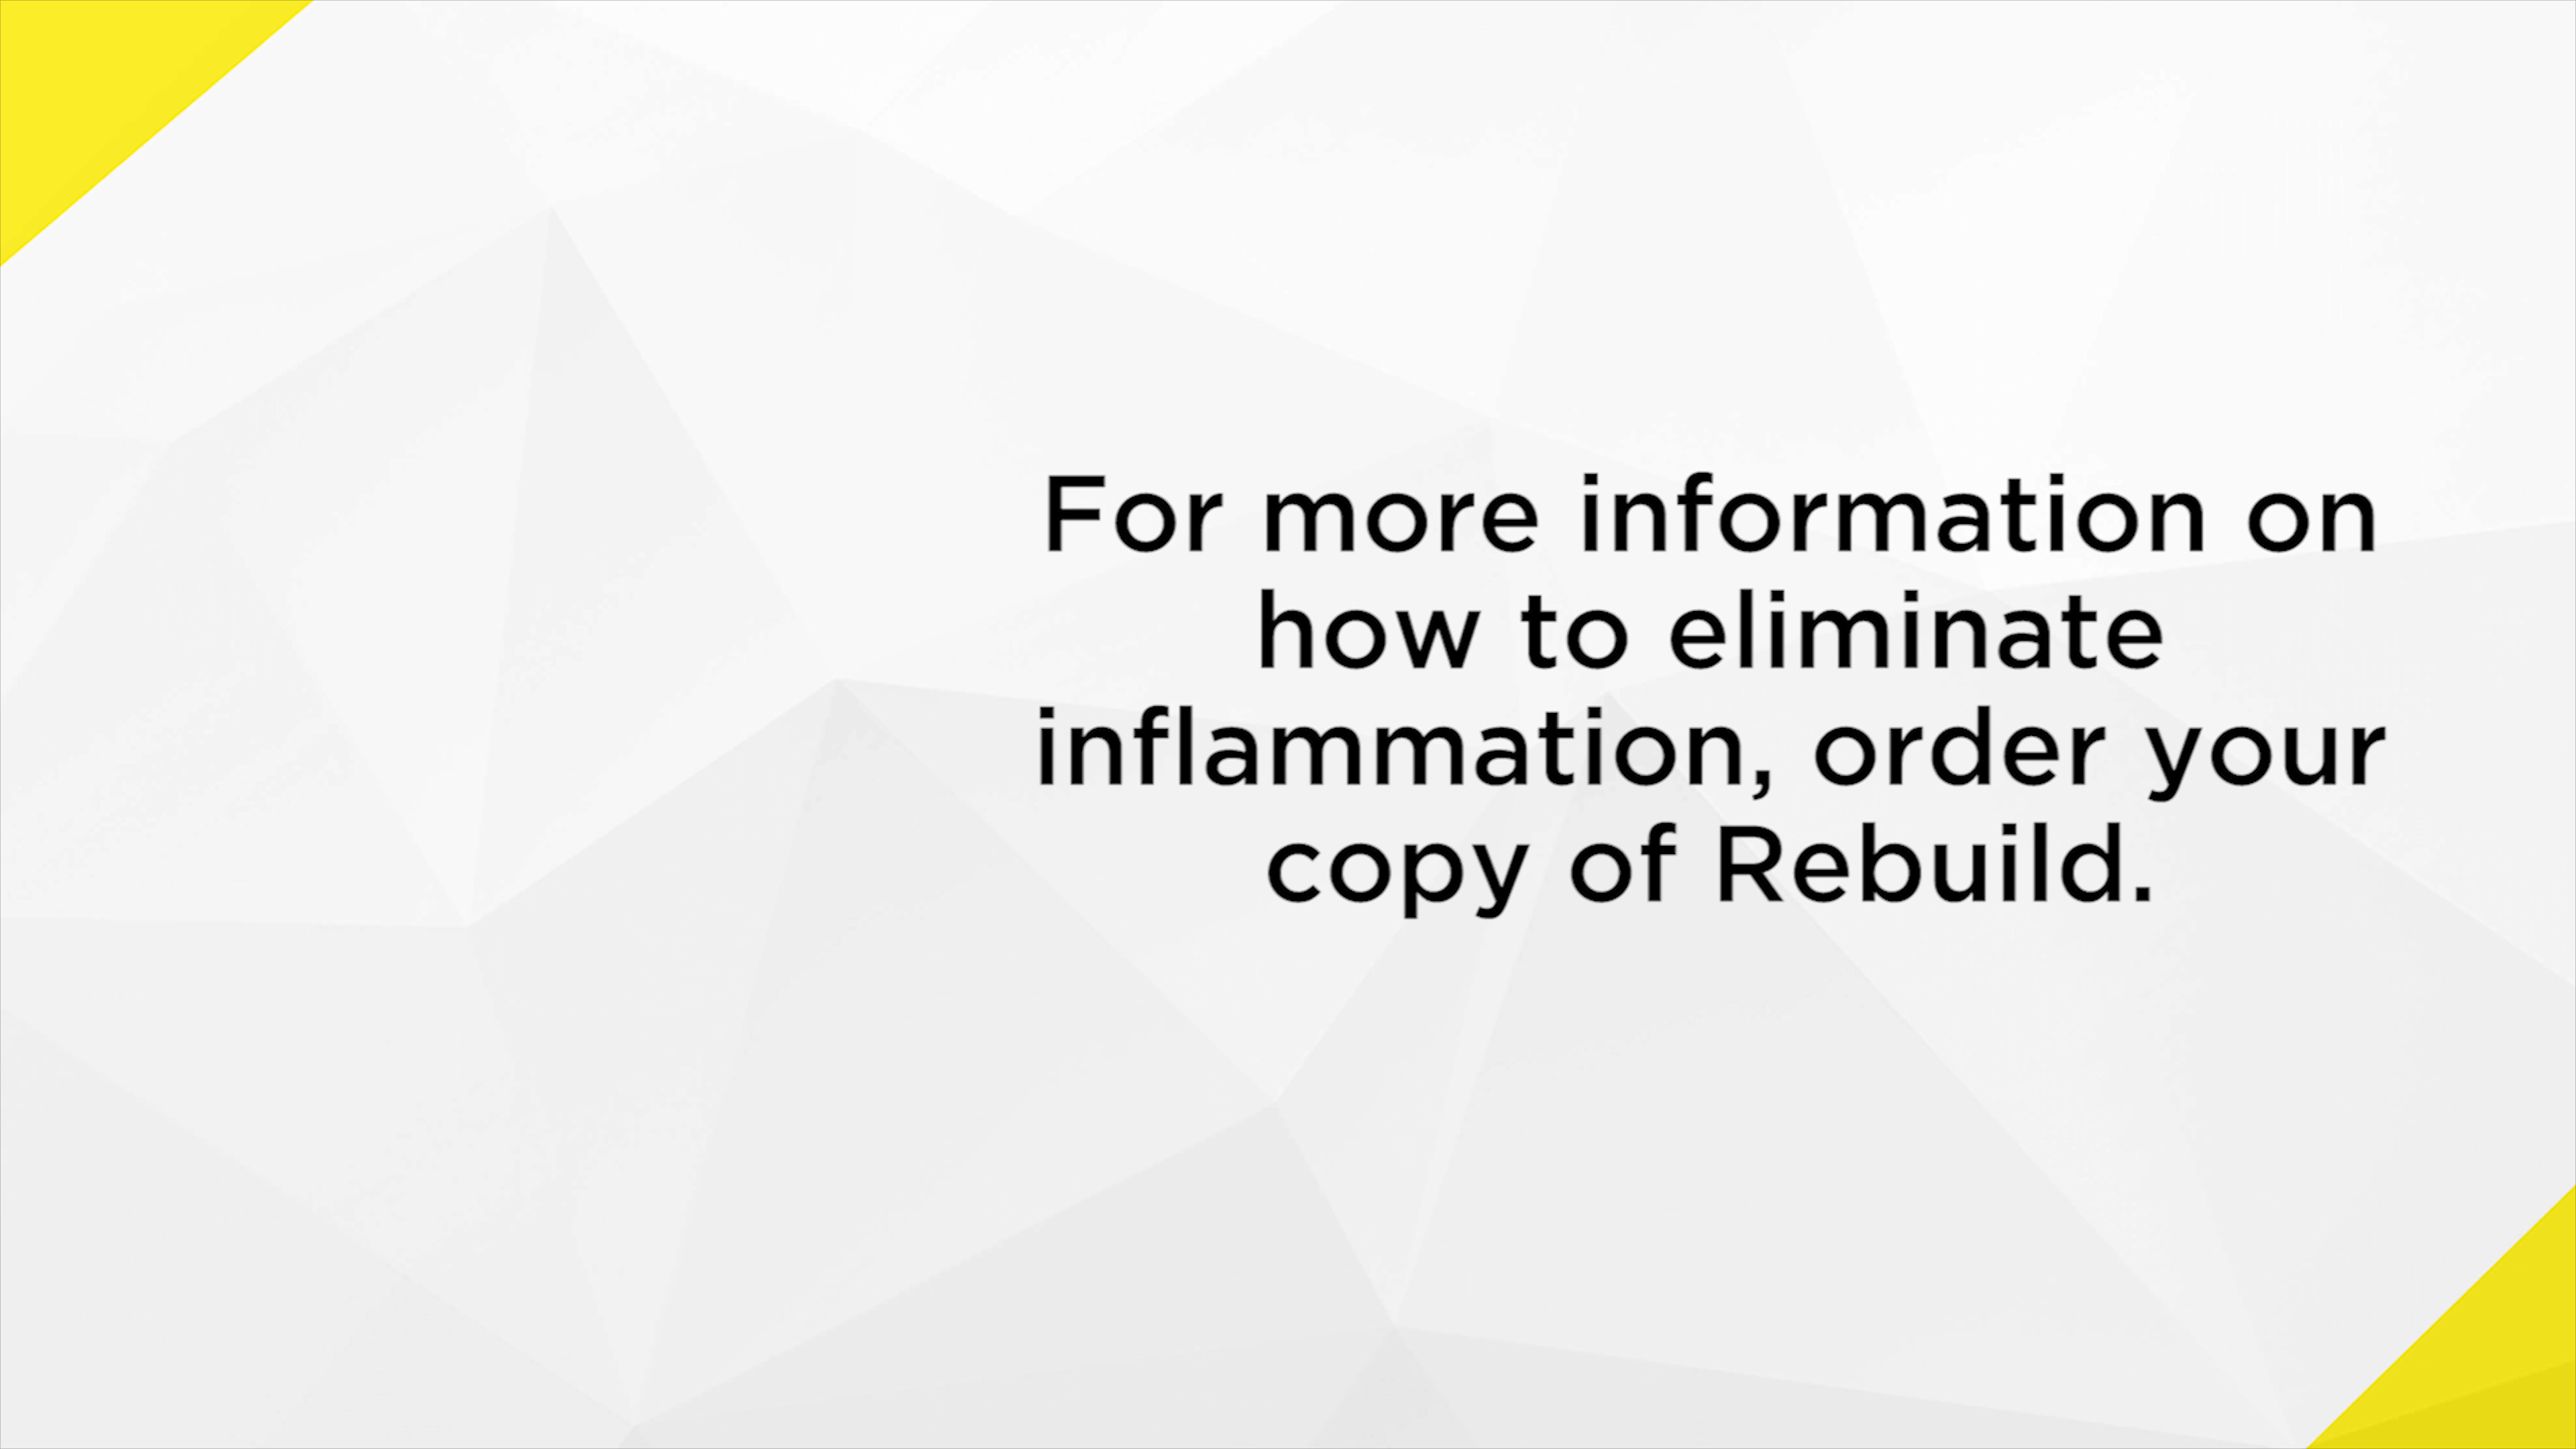 For more information on
how to eliminate
inflammation, order your
copy of Rebuild.